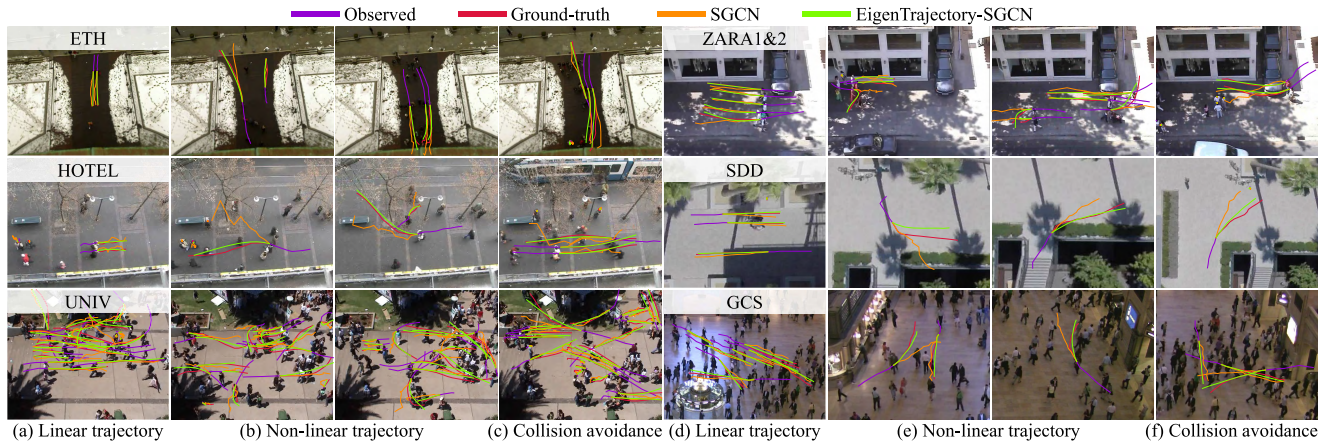 Observed Ground-truth SGCN EigenTrajectory-SGCN
ETH
ZARA1&2
HOTEL
SDD
UNIV
GCS
(a) Linear trajectory (b) Non-linear trajectory (c) Collision avoidance (d) Linear trajectory (e) Non-linear trajectory (f) Collision avoidance